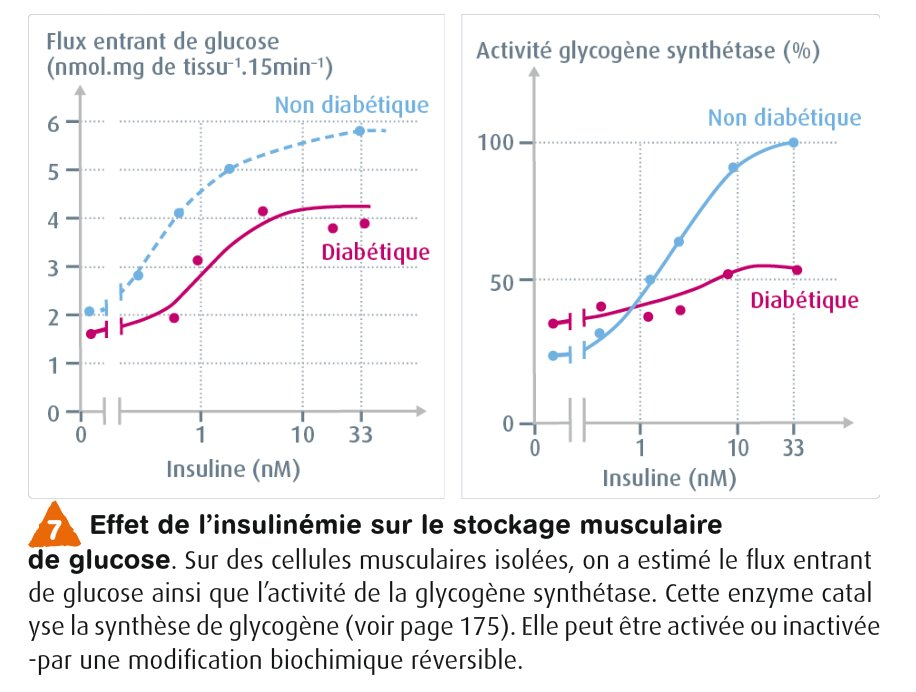 Flux entrant de glucose
(nmol.mg de tissu⁻¹.15min⁻¹)
Non diabétique
6
5
4
3
2
1
0
Diabétique
0
1
10
33
Insuline (nM)
Activité glycogène synthétase (%)
Non diabétique
100
50
0
Diabétique
0
1
10
33
Insuline (nM)
7 Effet de l'insulinémie sur le stockage musculaire
de glucose. Sur des cellules musculaires isolées, on a estimé le flux entrant
de glucose ainsi que l'activité de la glycogène synthétase. Cette enzyme catal
yse la synthèse de glycogène (voir page 175). Elle peut être activée ou inactivée
-par une modification biochimique réversible.